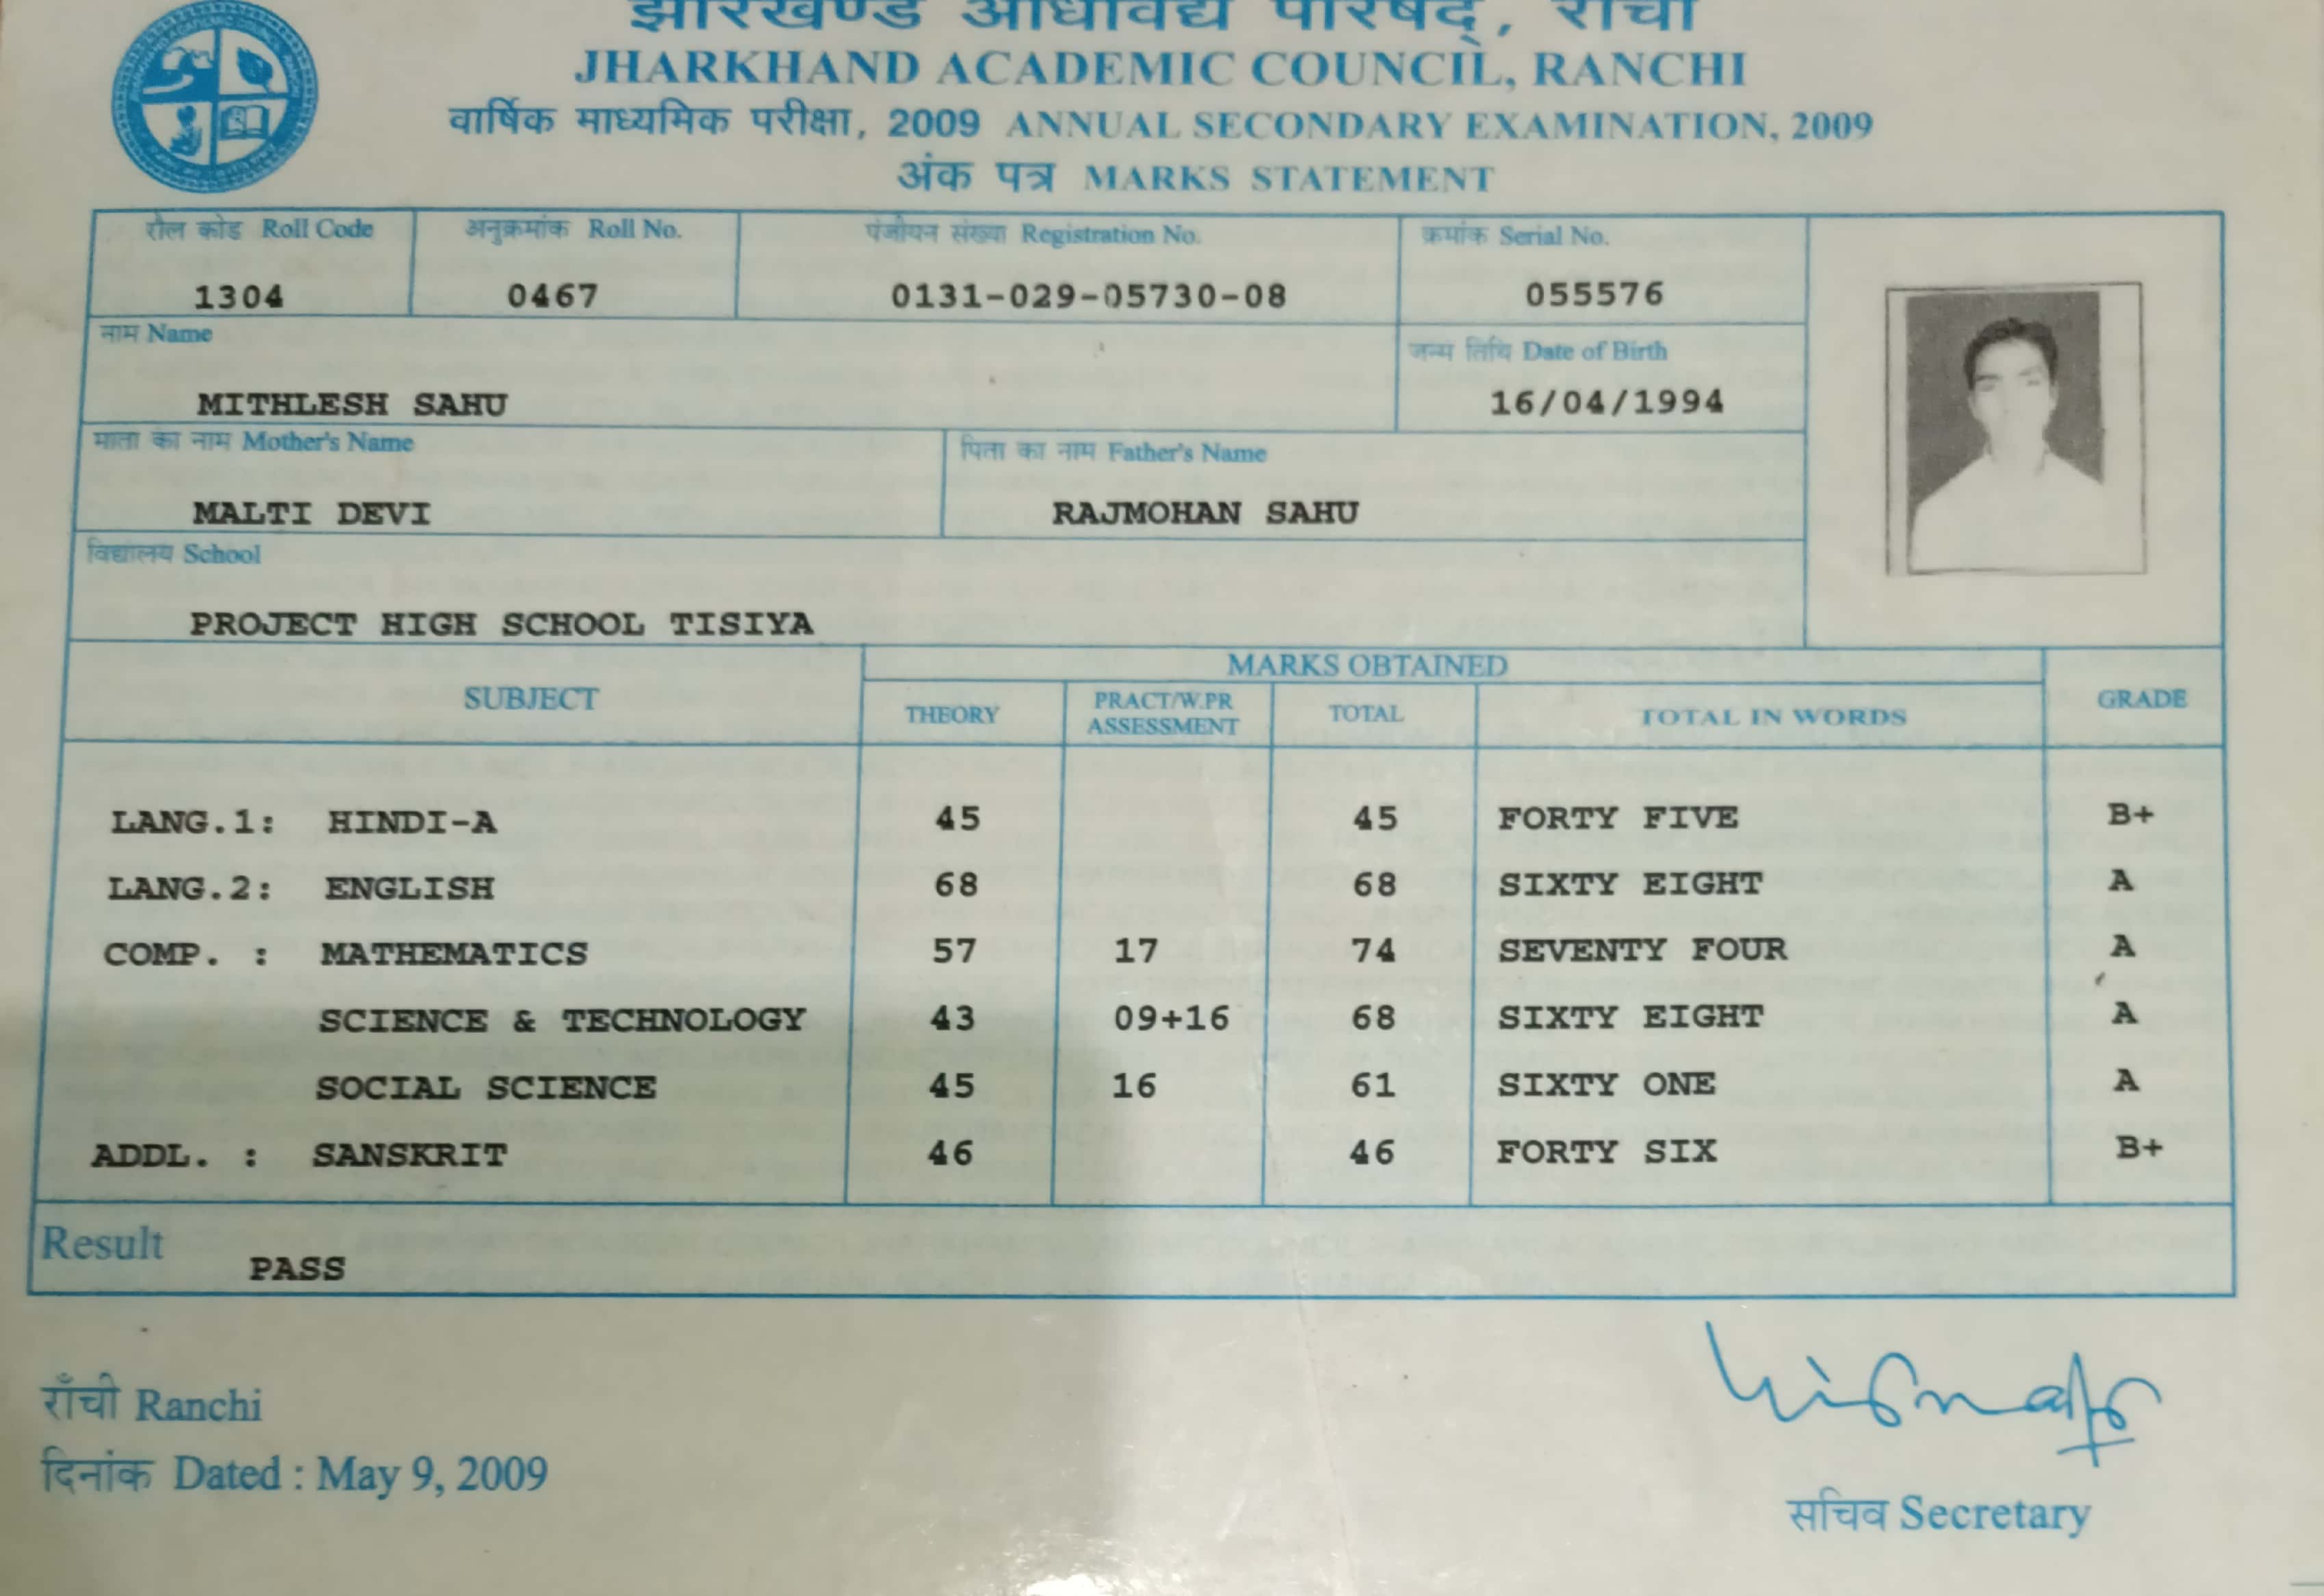 झारखण्ड अधिविद्य परिषद्, राँची
JHARKHAND ACADEMIC COUNCIL, RANCHI
वार्षिक माध्यमिक परीक्षा, 2009 ANNUAL SECONDARY EXAMINATION, 2009
अंक पत्र MARKS STATEMENT
रौल कोड Roll Code अनुक्रमांक Roll No. पंजीयन संख्या Registration No. क्रमांक Serial No.
1304 0467 0131-029-05730-08 055576
नाम Name जन्म तिथि Date of Birth
MITHLESH SAHU 16/04/1994
माता का नाम Mother's Name पिता का नाम Father's Name
MALTI DEVI RAJMOHAN SAHU
विद्यालय School
PROJECT HIGH SCHOOL TISIYA
SUBJECT MARKS OBTAINED GRADE
THEORY PRACT/W.PR ASSESSMENT TOTAL TOTAL IN WORDS
LANG.1: HINDI-A 45 45 FORTY FIVE B+
LANG.2: ENGLISH 68 68 SIXTY EIGHT A
COMP. : MATHEMATICS 57 17 74 SEVENTY FOUR A
SCIENCE & TECHNOLOGY 43 09+16 68 SIXTY EIGHT A
SOCIAL SCIENCE 45 16 61 SIXTY ONE A
ADDL. : SANSKRIT 46 46 FORTY SIX B+
Result
PASS
राँची Ranchi
दिनांक Dated : May 9, 2009
सचिव Secretary